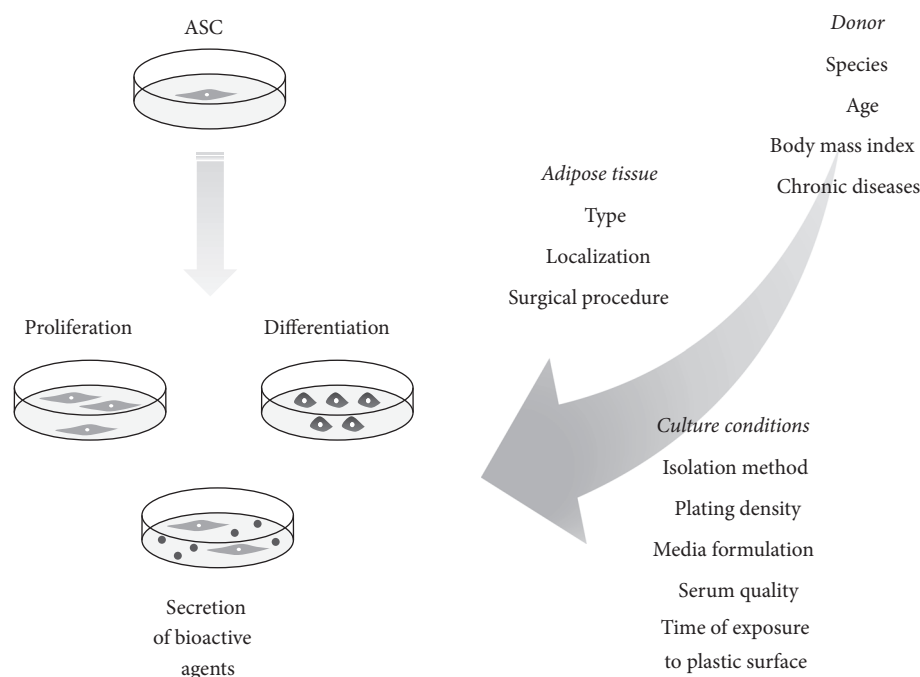 ASC
Proliferation
Differentiation
Secretion
of bioactive
agents
Adipose tissue
Type
Localization
Surgical procedure
Donor
Species
Age
Body mass index
Chronic diseases
Culture conditions
Isolation method
Plating density
Media formulation
Serum quality
Time of exposure
to plastic surface